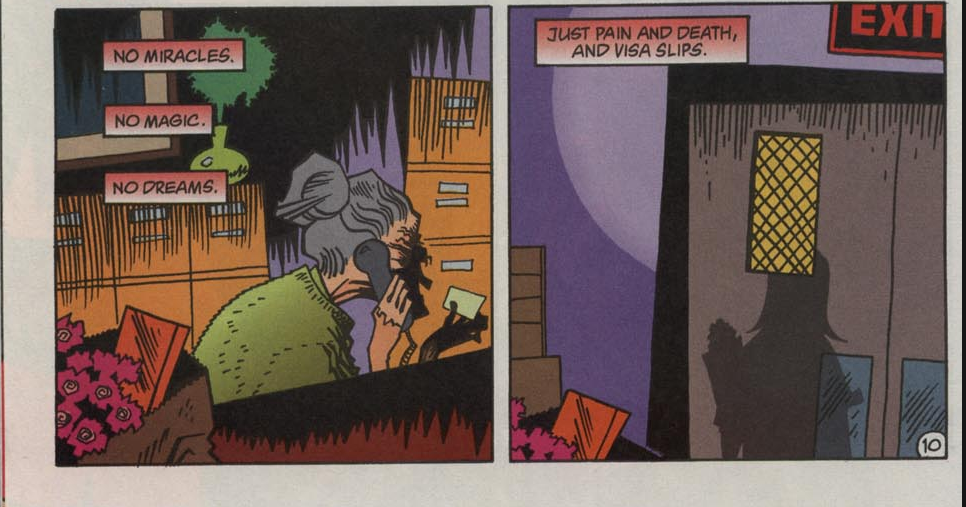 NO MIRACLES.
NO MAGIC.
NO DREAMS.
JUST PAIN AND DEATH,
AND VISA SLIPS.
EXIT
10